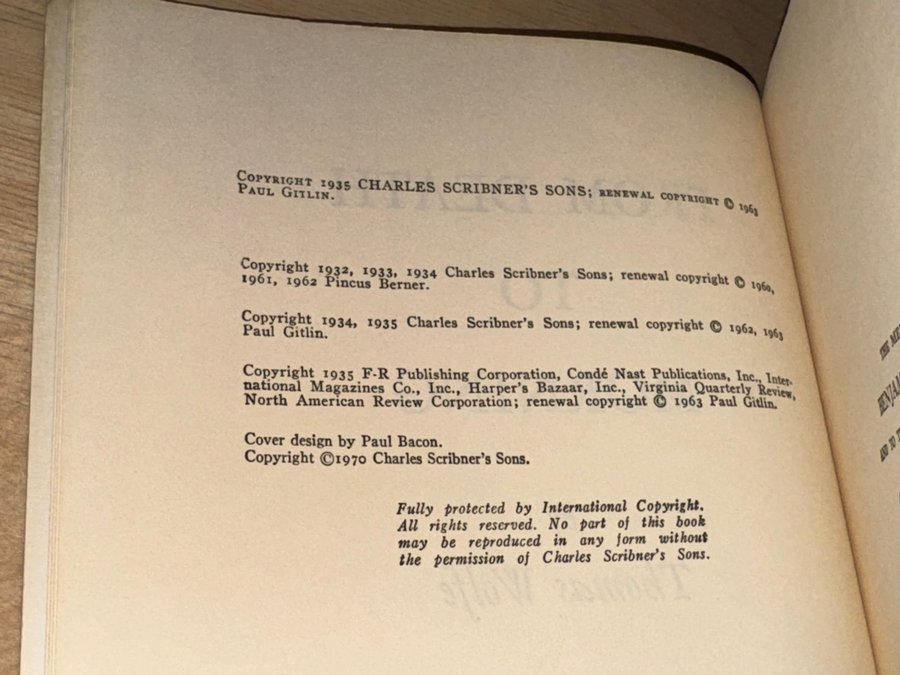 Copyright 1935 CHARLES SCRIBNER'S SONS; renewal copyright © 1963
Paul Gitlin.
Copyright 1932, 1933, 1934 Charles Scribner's Sons; renewal copyright © 1960,
1961, 1962 Pincus Berner.
Copyright 1934, 1935 Charles Scribner's Sons; renewal copyright © 1962, 1963
Paul Gitlin.
Copyright 1935 F-R Publishing Corporation, Condé Nast Publications, Inc., Inter-
national Magazines Co., Inc., Harper's Bazaar, Inc., Virginia Quarterly Review,
North American Review Corporation; renewal copyright © 1963 Paul Gitlin.
Cover design by Paul Bacon.
Copyright ©1970 Charles Scribner's Sons.
Fully protected by International Copyright.
All rights reserved. No part of this book
may be reproduced in any form without
the permission of Charles Scribner's Sons.
Thomas Wolfe